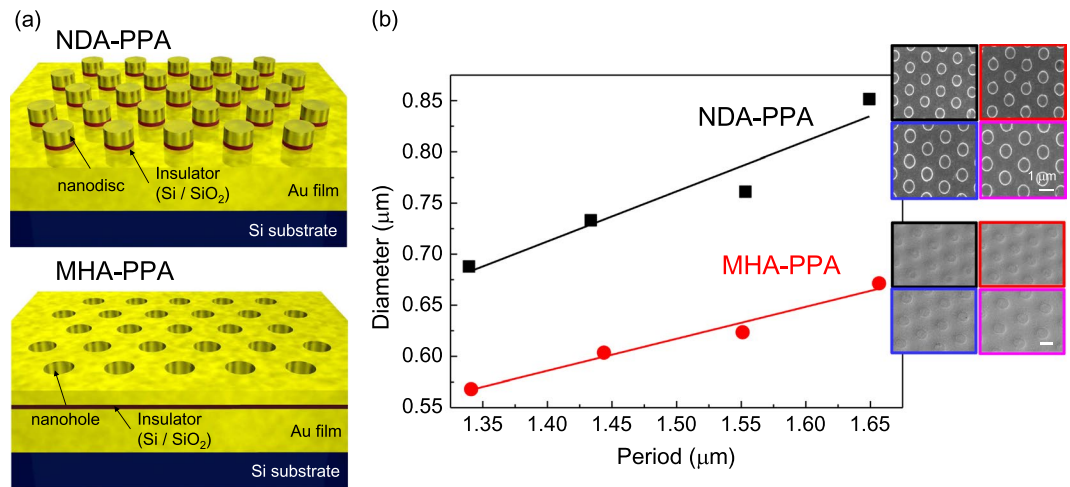 (a)
NDA-PPA
nanodisc
Insulator
(Si / SiO₂)
Au film
Si substrate
MHA-PPA
nanohole
Insulator
(Si / SiO₂)
Au film
Si substrate
(b)
Diameter (μm)
0.85
0.80
0.75
0.70
0.65
0.60
0.55
NDA-PPA
MHA-PPA
1.35 1.40 1.45 1.50 1.55 1.60 1.65
Period (μm)
1 μm